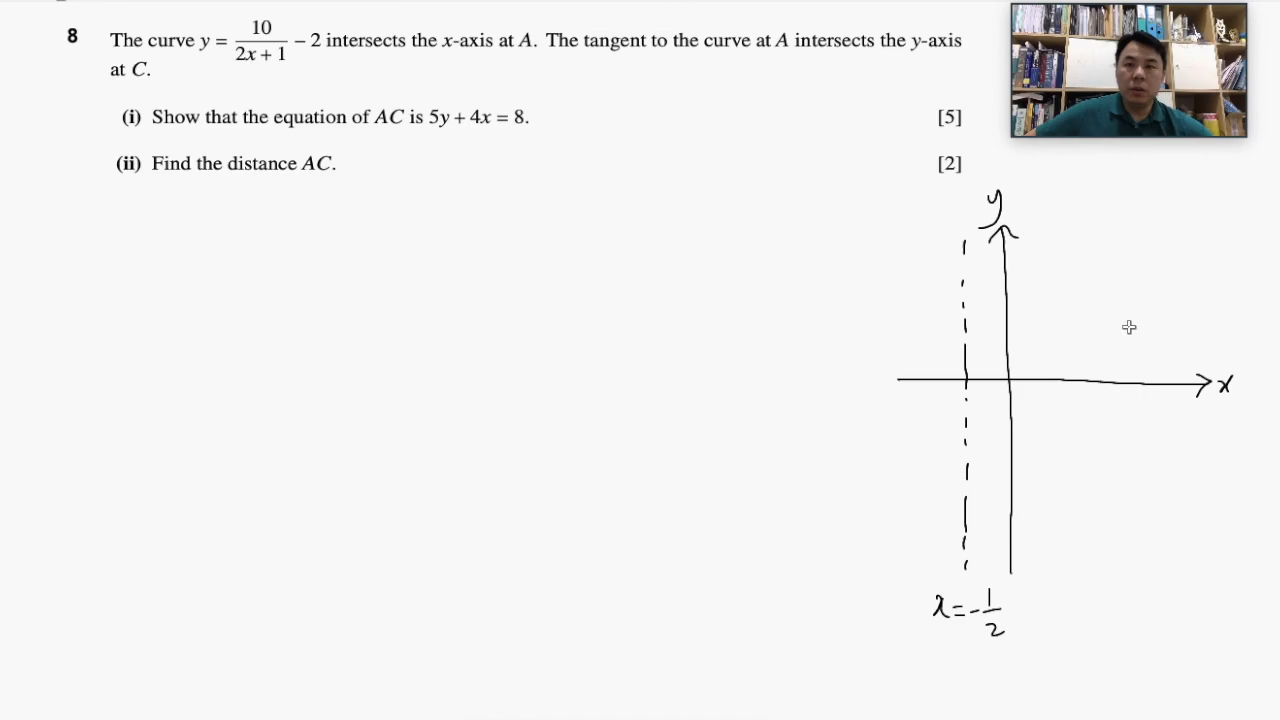 8 The curve y = 10/(2x + 1) − 2 intersects the x-axis at A. The tangent to the curve at A intersects the y-axis
at C.
(i) Show that the equation of AC is 5y + 4x = 8. [5]
(ii) Find the distance AC. [2]
y
x
x = -1/2